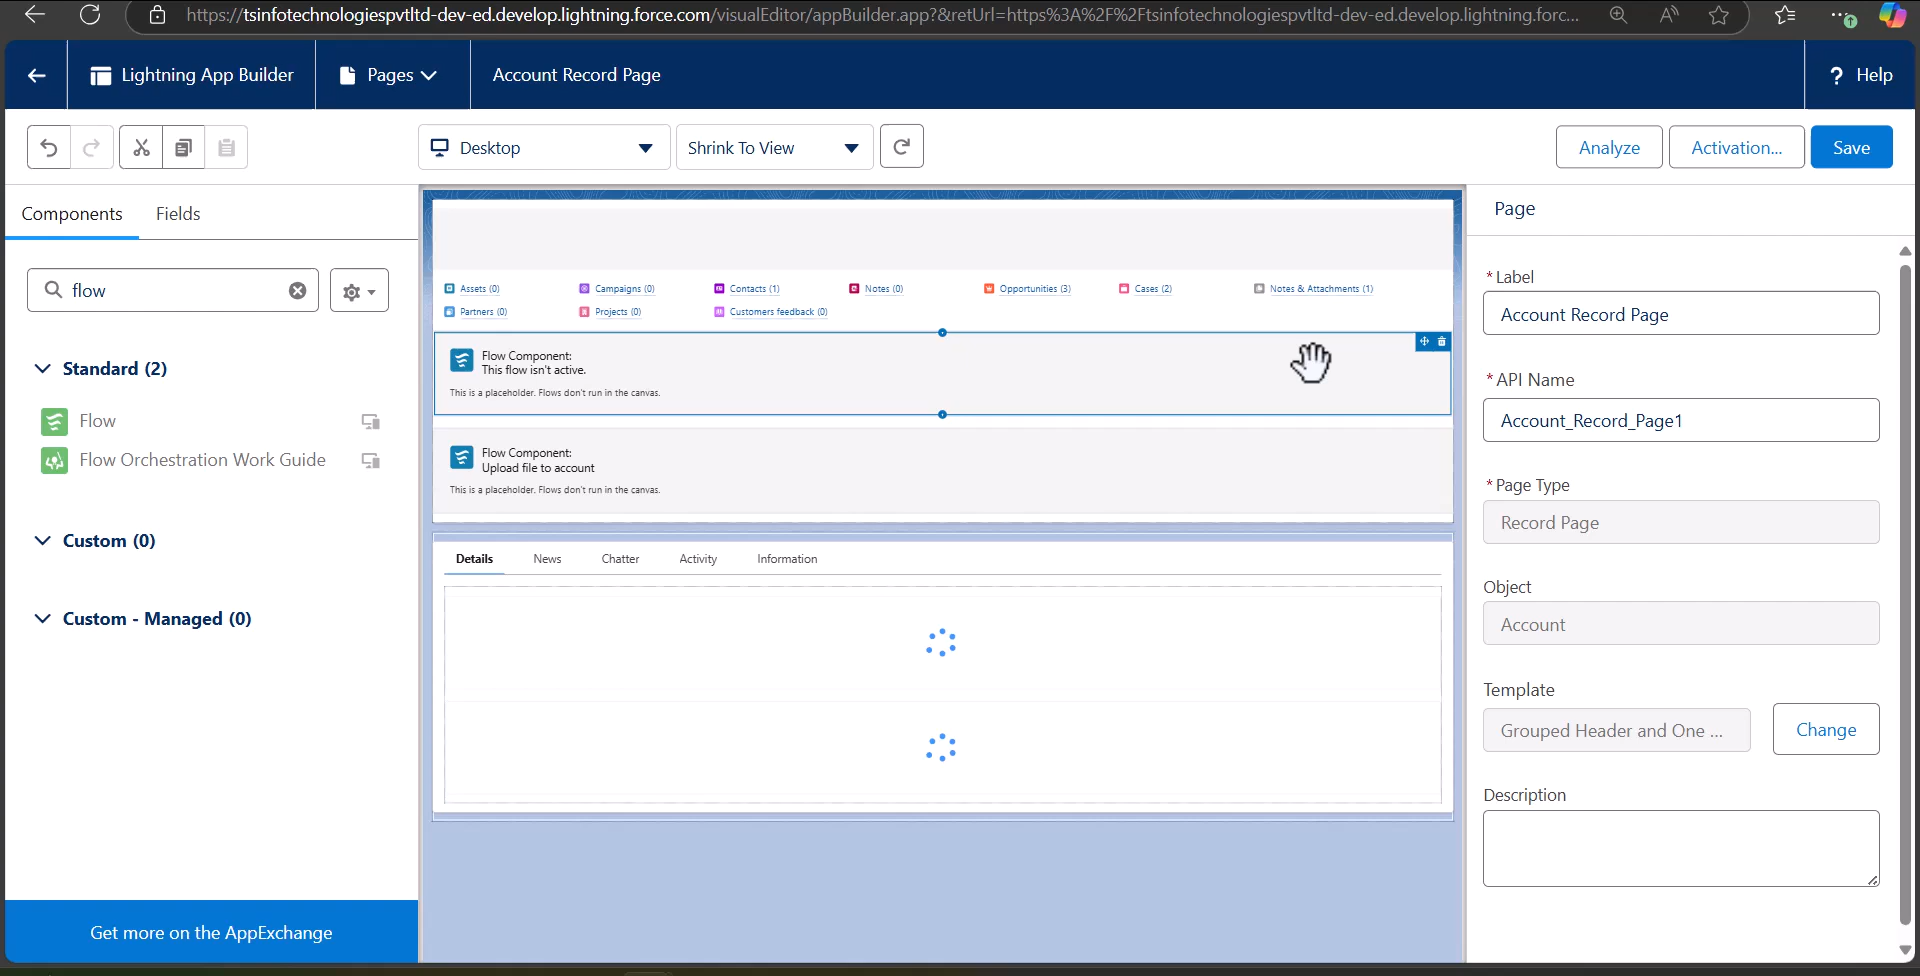 https://tsinfotechnologiespvtltd-dev-ed.develop.lightning.force.com/visualEditor/appBuilder.app?&retUrl=https%3A%2F%2Ftsinfotechnologiespvtltd-dev-ed.develop.lightning.forc...
Lightning App Builder
Pages
Account Record Page
? Help
Desktop
Shrink To View
Analyze
Activation...
Save
Components
Fields
flow
Standard (2)
Flow
Flow Orchestration Work Guide
Custom (0)
Custom - Managed (0)
Get more on the AppExchange
Assets (0)
Campaigns (0)
Contacts (1)
Notes (0)
Opportunities (3)
Cases (2)
Notes & Attachments (1)
Partners (0)
Projects (0)
Customers feedback (0)
Flow Component:
This flow isn't active.
This is a placeholder. Flows don't run in the canvas.
Flow Component:
Upload file to account
This is a placeholder. Flows don't run in the canvas.
Details
News
Chatter
Activity
Information
Page
* Label
Account Record Page
* API Name
Account_Record_Page1
* Page Type
Record Page
Object
Account
Template
Grouped Header and One ...
Change
Description